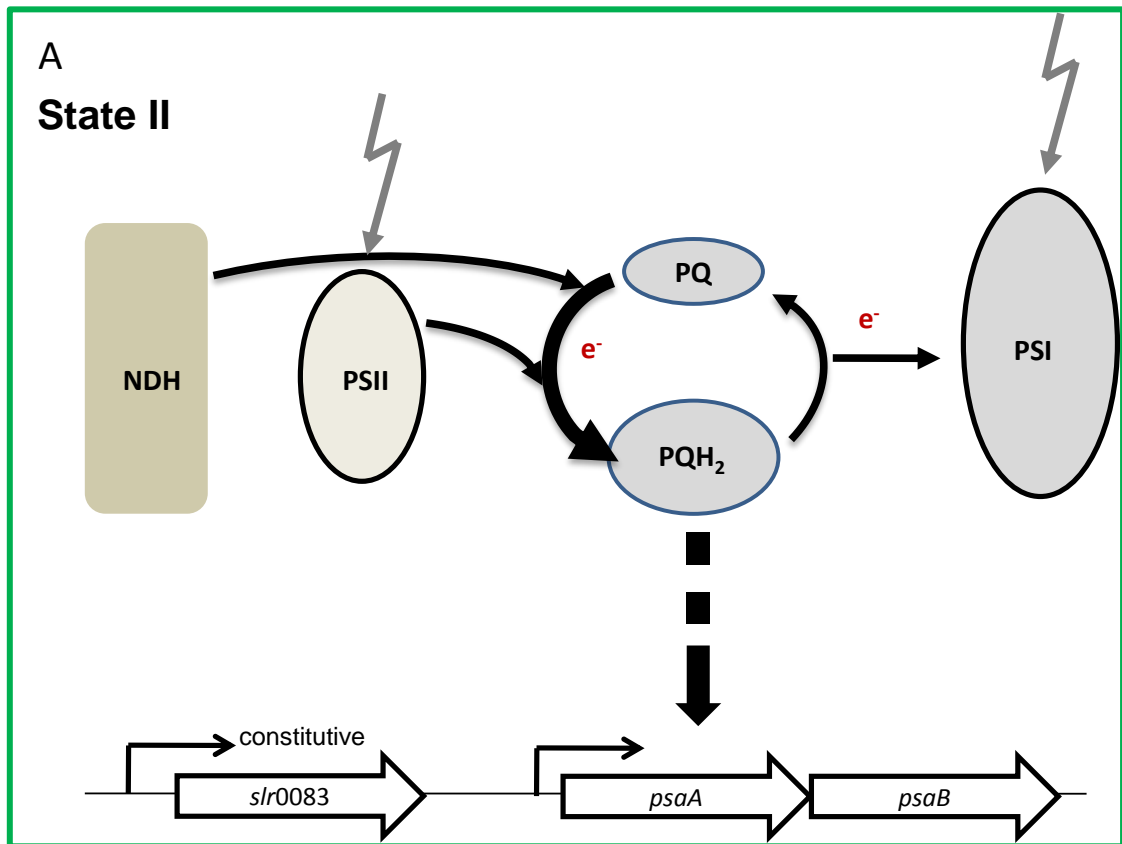 A
State II
PQ
e-
e-
NDH
PSII
PSI
PQH2
constitutive
slr0083
psaA
psaB